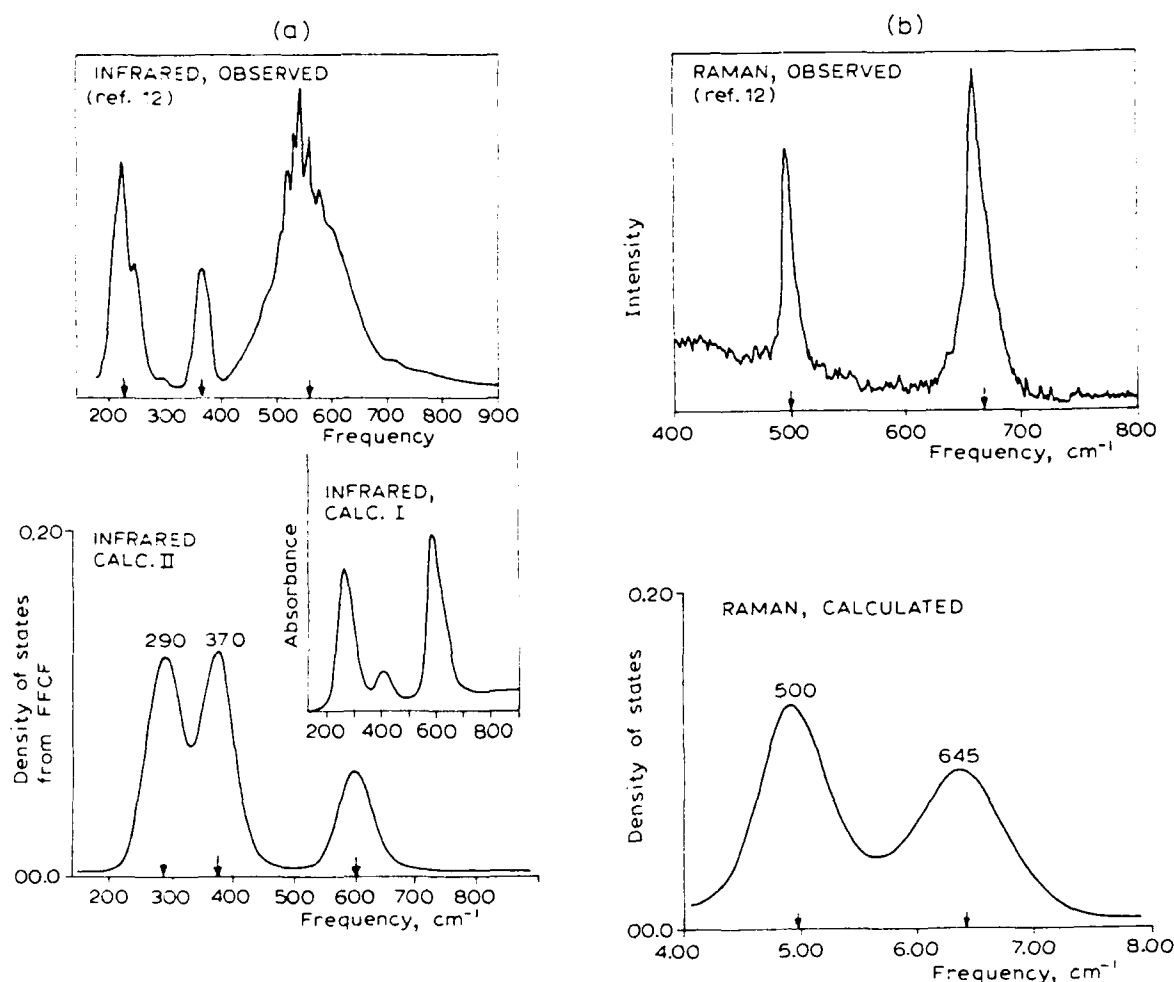 (a)
INFRARED, OBSERVED
(ref. 12)
200 300 400 500 600 700 800 900
Frequency
(b)
RAMAN, OBSERVED
(ref. 12)
Intensity
400 500 600 700 800
Frequency, cm⁻¹
INFRARED
CALC. II
0.20
00.0
Density of states
from FFCF
290 370
200 300 400 500 600 700 800
Frequency, cm⁻¹
INFRARED,
CALC. I
Absorbance
200 400 600 800
RAMAN, CALCULATED
0.20
00.0
Density of states
500
645
4.00 5.00 6.00 7.00 8.00
Frequency, cm⁻¹